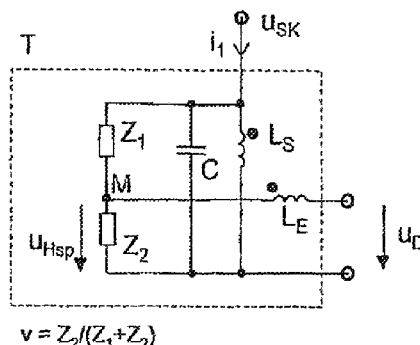 u_SK
T
i_1
Z_1
L_S
C
M
L_E
u_Hsp
Z_2
u_D
v = Z_2/(Z_1+Z_2)